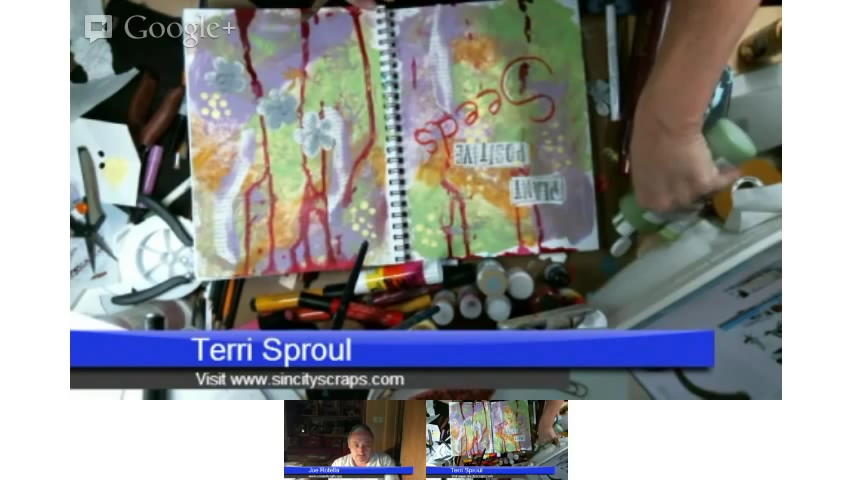 Google+
Seeds
POSITIVE
PLANT
Terri Sproul
Visit www.sincityscraps.com
Joe Rotella
Terri Sproul